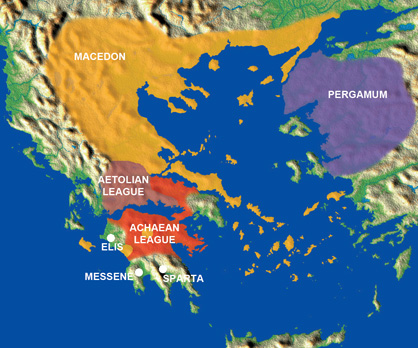 MACEDON
PERGAMUM
AETOLIAN
LEAGUE
ACHAEAN
LEAGUE
ELIS
MESSENE
SPARTA